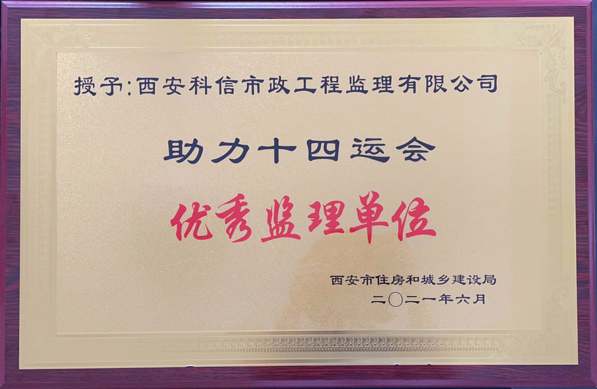 授予:西安科信市政工程监理有限公司
助力十四运会
优秀监理单位
西安市住房和城乡建设局
二〇二一年六月